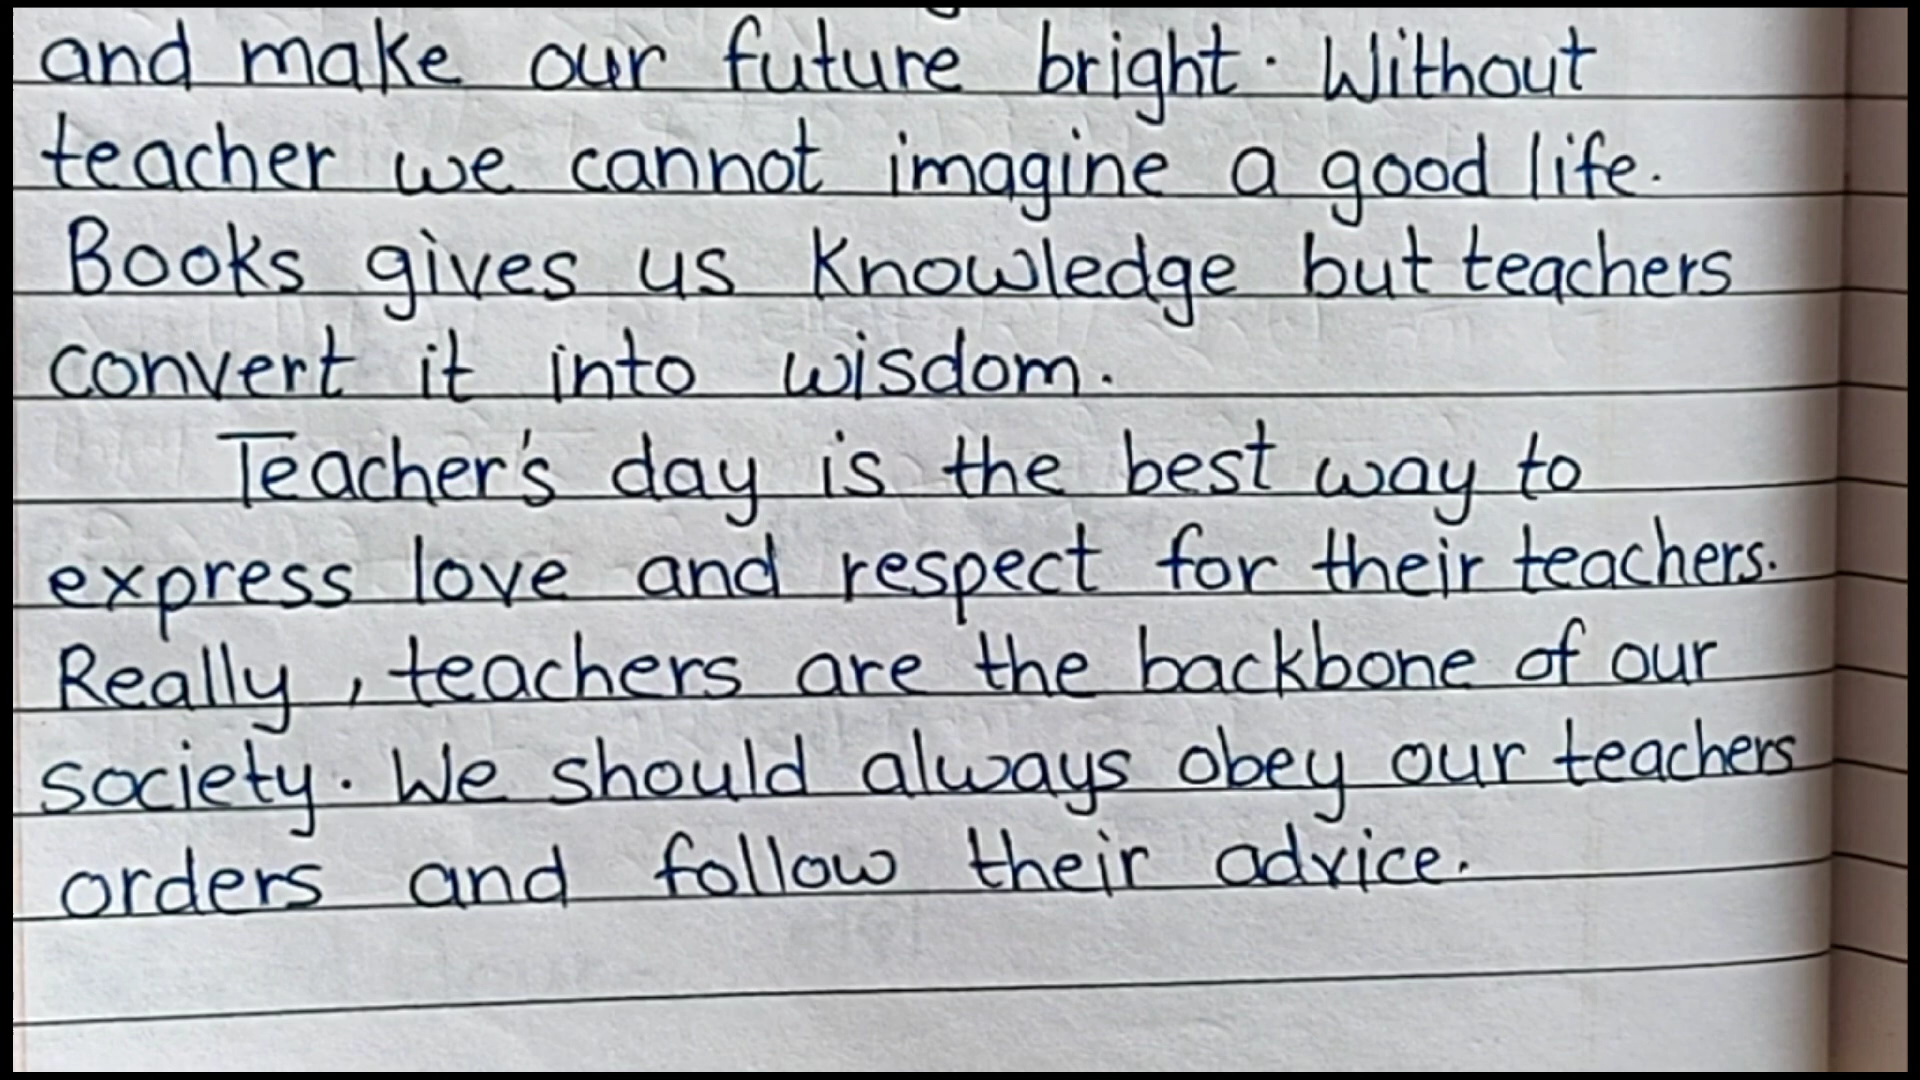 and make our future bright. Without
teacher we cannot imagine a good life.
Books gives us knowledge but teachers
convert it into wisdom.
Teacher's day is the best way to
express love and respect for their teachers.
Really, teachers are the backbone of our
society. We should always obey our teachers
orders and follow their advice.